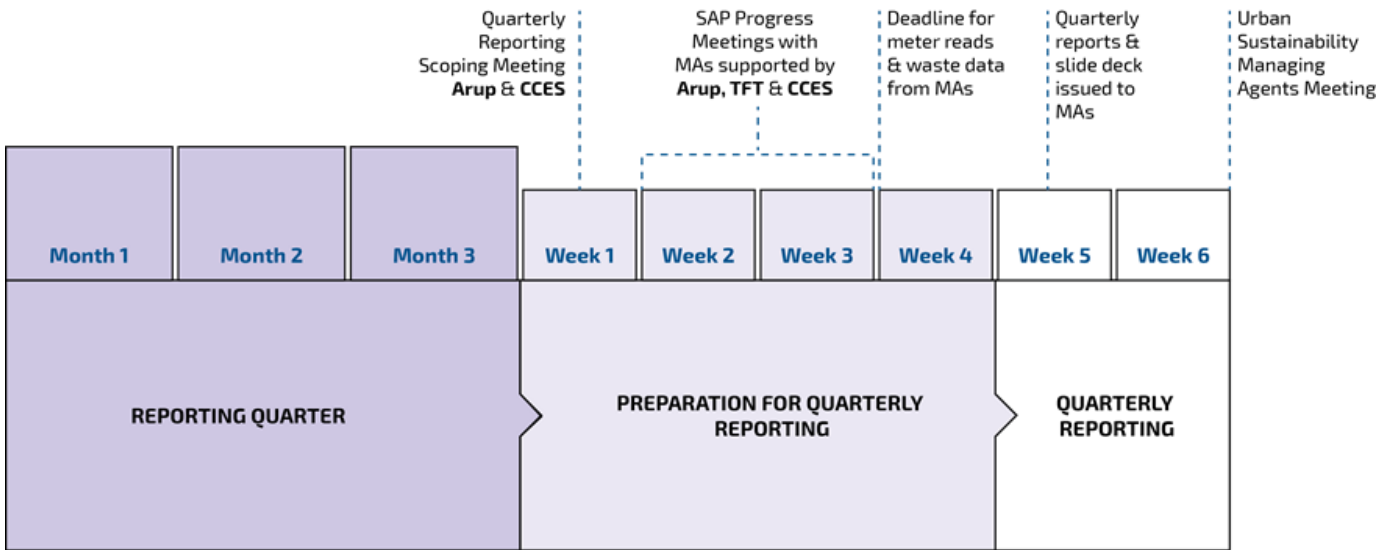 Quarterly
Reporting
Scoping Meeting
Arup & CCES
SAP Progress
Meetings with
MAs supported by
Arup, TFT & CCES
Deadline for
meter reads
& waste data
from MAs
Quarterly
reports &
slide deck
issued to
MAs
Urban
Sustainability
Managing
Agents Meeting
Month 1
Month 2
Month 3
Week 1
Week 2
Week 3
Week 4
Week 5
Week 6
REPORTING QUARTER
PREPARATION FOR QUARTERLY
REPORTING
QUARTERLY
REPORTING